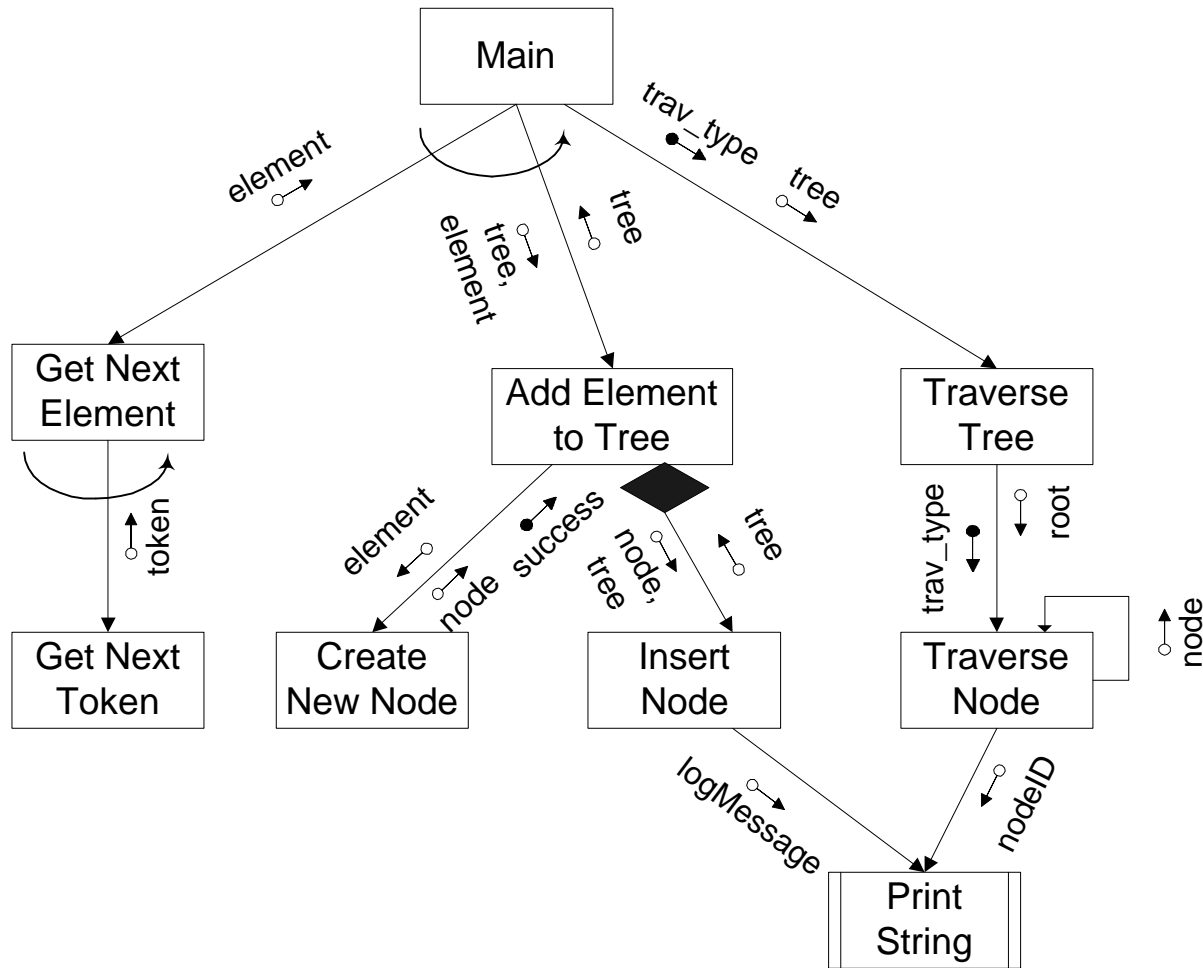 Main
trav_type
element
tree
tree,
element
tree
Get Next
Element
Add Element
to Tree
Traverse
Tree
token
element
node
success
node,
tree
tree
trav_type
root
node
Get Next
Token
Create
New Node
Insert
Node
Traverse
Node
logMessage
nodeID
Print
String